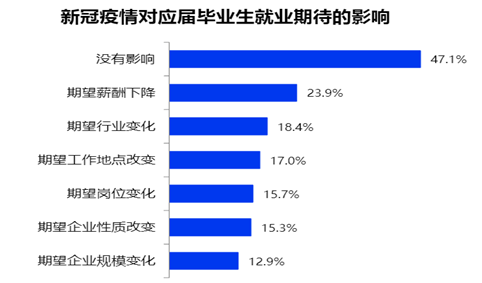 新冠疫情对应届毕业生就业期待的影响
没有影响 47.1%
期望薪酬下降 23.9%
期望行业变化 18.4%
期望工作地点改变 17.0%
期望岗位变化 15.7%
期望企业性质改变 15.3%
期望企业规模变化 12.9%